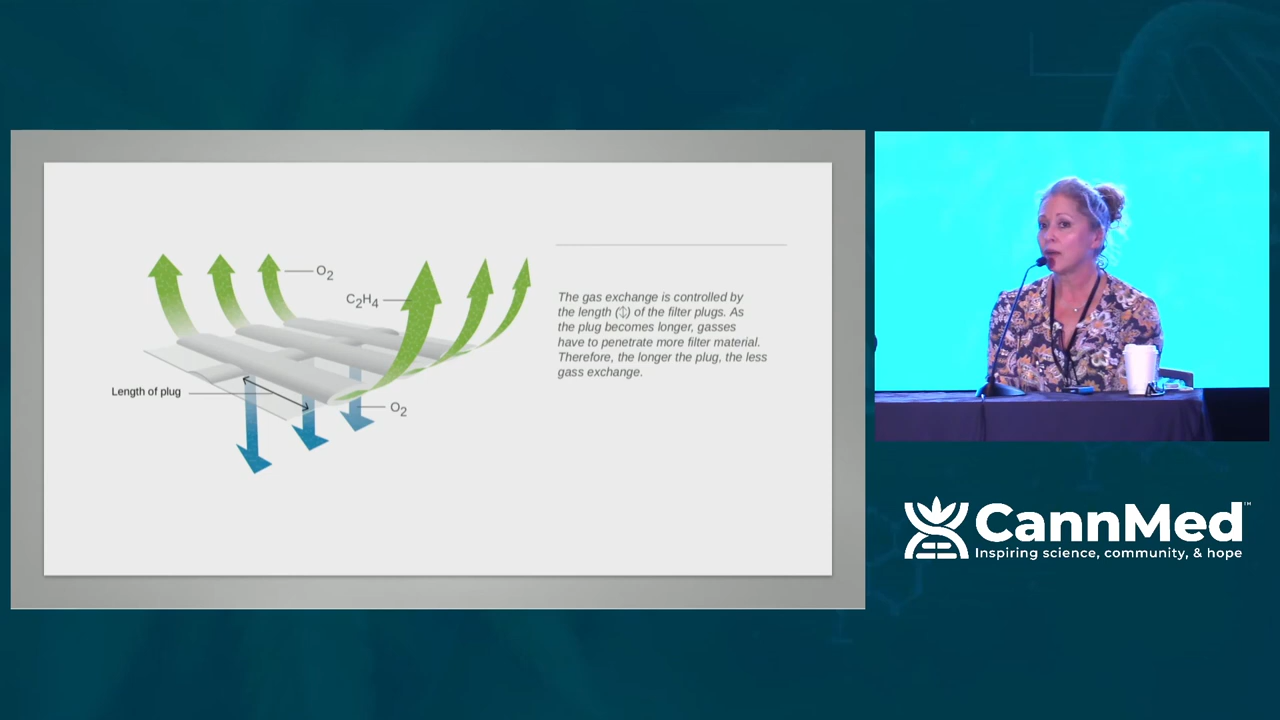 O2
C2H4
Length of plug
O2
The gas exchange is controlled by
the length (↕) of the filter plugs. As
the plug becomes longer, gasses
have to penetrate more filter material.
Therefore, the longer the plug, the less
gass exchange.
CannMed™
Inspiring science, community, & hope